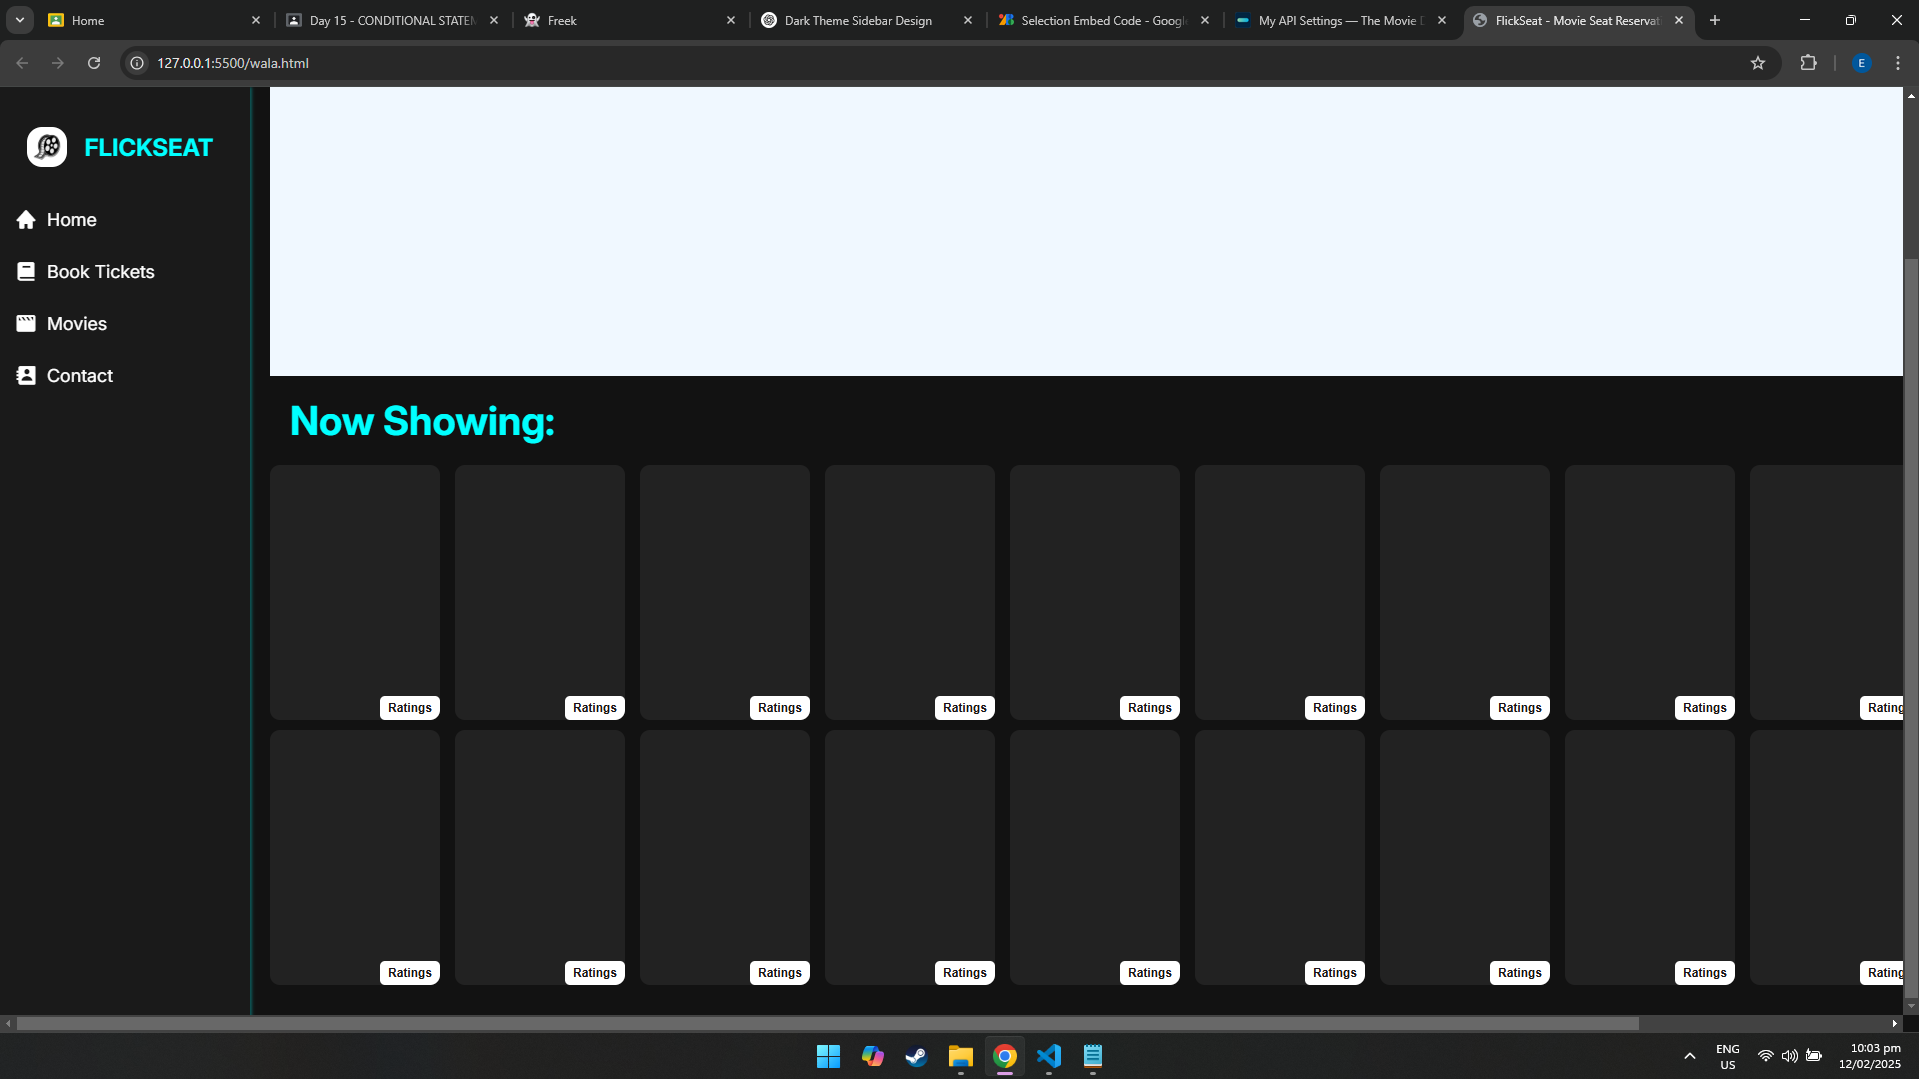 Home
Day 15 - CONDITIONAL STATEM
Freek
Dark Theme Sidebar Design
Selection Embed Code - Google
My API Settings — The Movie D
FlickSeat - Movie Seat Reservati
127.0.0.1:5500/wala.html
E
FLICKSEAT
Home
Book Tickets
Movies
Contact
Now Showing:
Ratings Ratings Ratings Ratings Ratings Ratings Ratings Ratings Rating
Ratings Ratings Ratings Ratings Ratings Ratings Ratings Ratings Rating
ENG
US
10:03 pm
12/02/2025